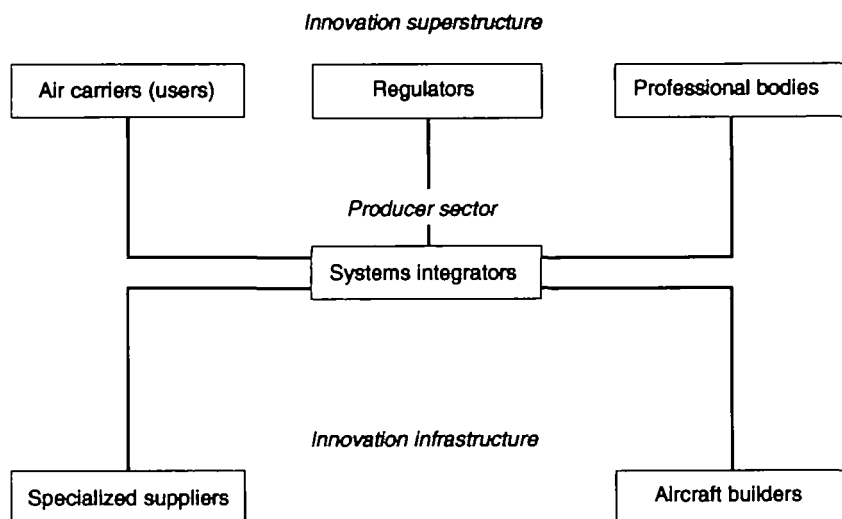 Innovation superstructure
Air carriers (users)
Regulators
Professional bodies
Producer sector
Systems integrators
Innovation infrastructure
Specialized suppliers
Aircraft builders